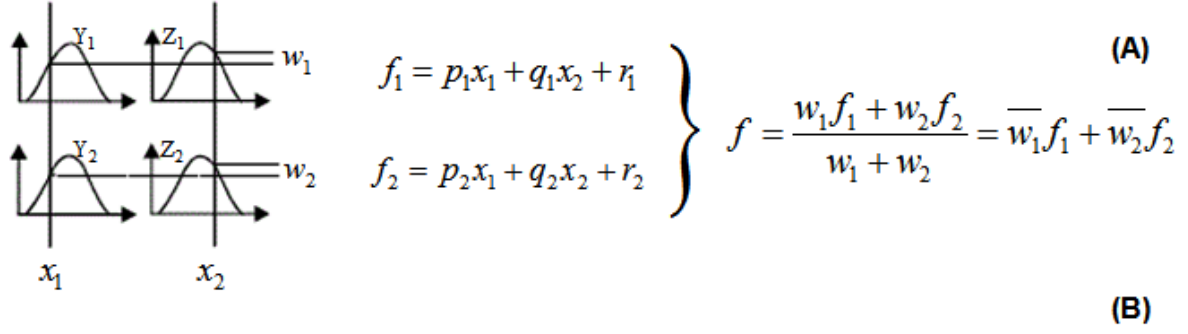 Y₁ Z₁ w₁
f₁ = p₁x₁ + q₁x₂ + r₁
(A)
f = (w₁f₁ + w₂f₂) / (w₁ + w₂) = w̅₁f₁ + w̅₂f₂
Y₂ Z₂ w₂
f₂ = p₂x₁ + q₂x₂ + r₂
x₁ x₂
(B)